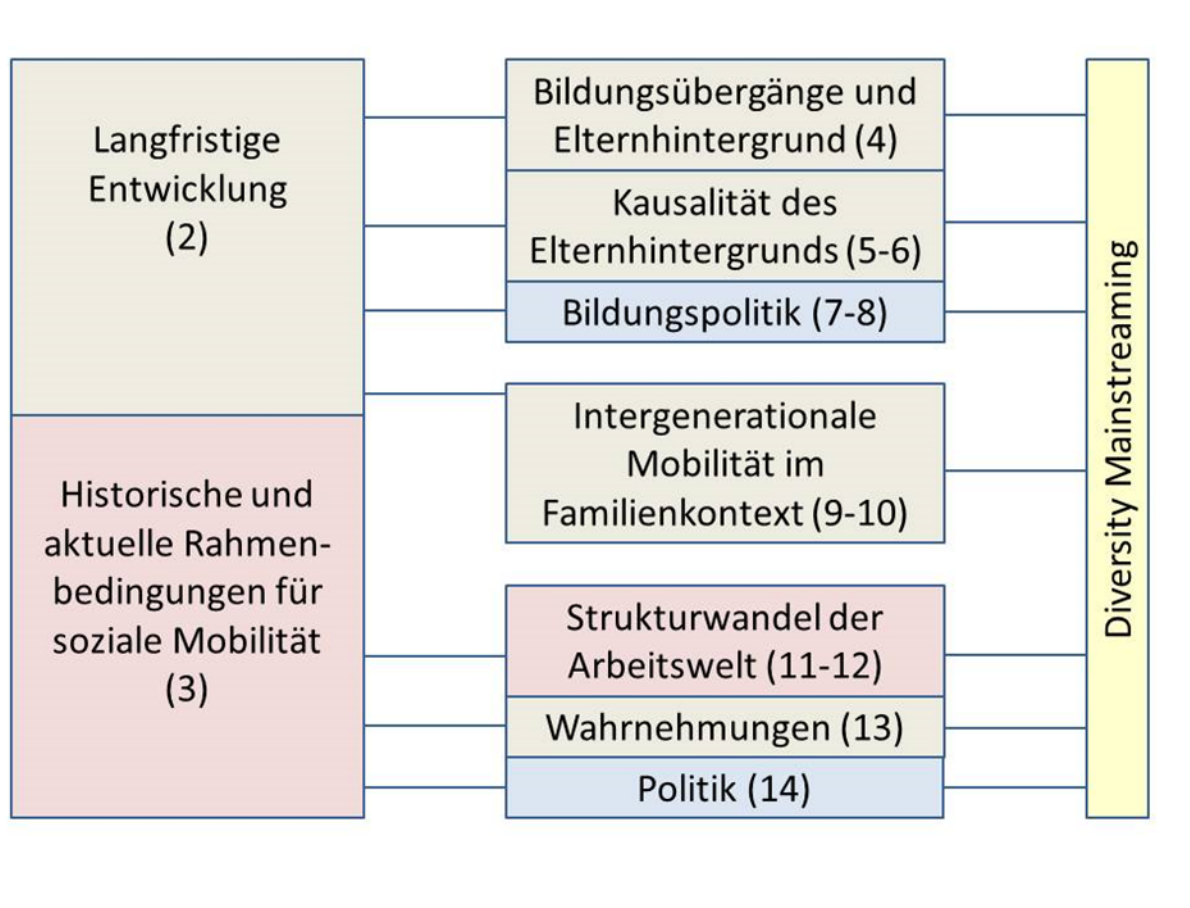 Langfristige
Entwicklung
(2)
Historische und
aktuelle Rahmen-
bedingungen für
soziale Mobilität
(3)
Bildungsübergänge und
Elternhintergrund (4)
Kausalität des
Elternhintergrunds (5-6)
Bildungspolitik (7-8)
Intergenerationale
Mobilität im
Familienkontext (9-10)
Strukturwandel der
Arbeitswelt (11-12)
Wahrnehmungen (13)
Politik (14)
Diversity Mainstreaming